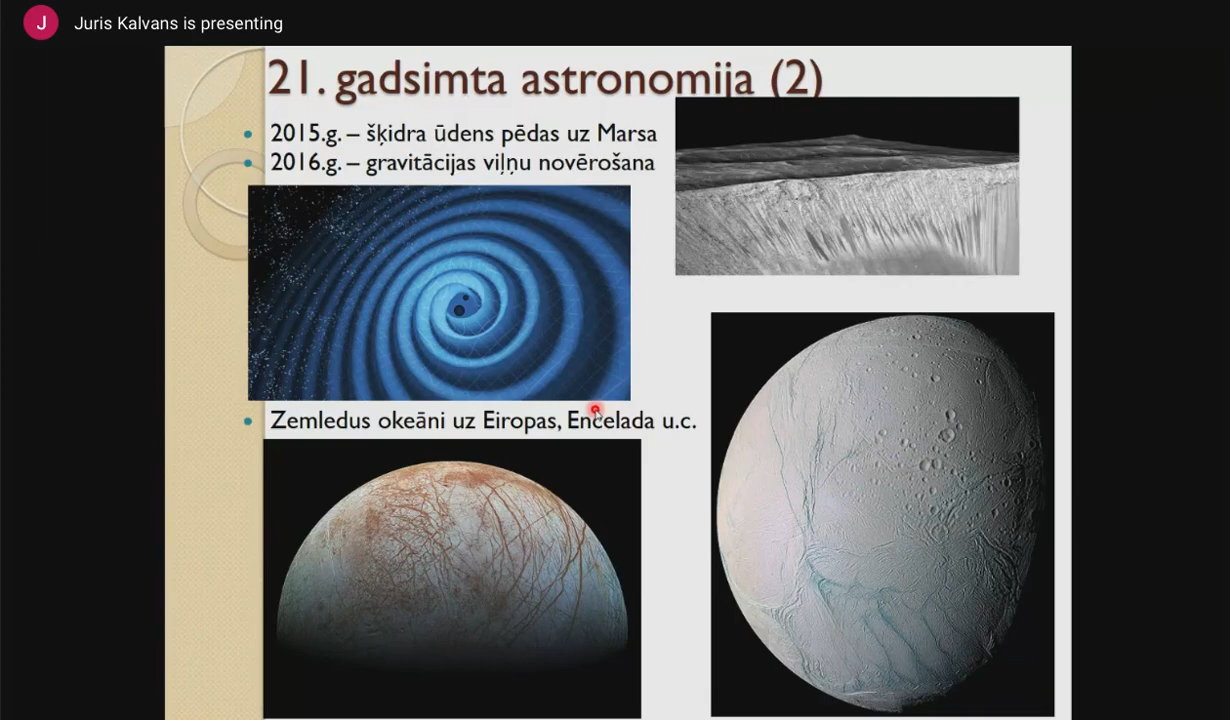 J
Juris Kalvans is presenting
21. gadsimta astronomija (2)
2015.g. – šķidra ūdens pēdas uz Marsa
2016.g. – gravitācijas viļņu novērošana
Zemledus okeāni uz Eiropas, Encelada u.c.